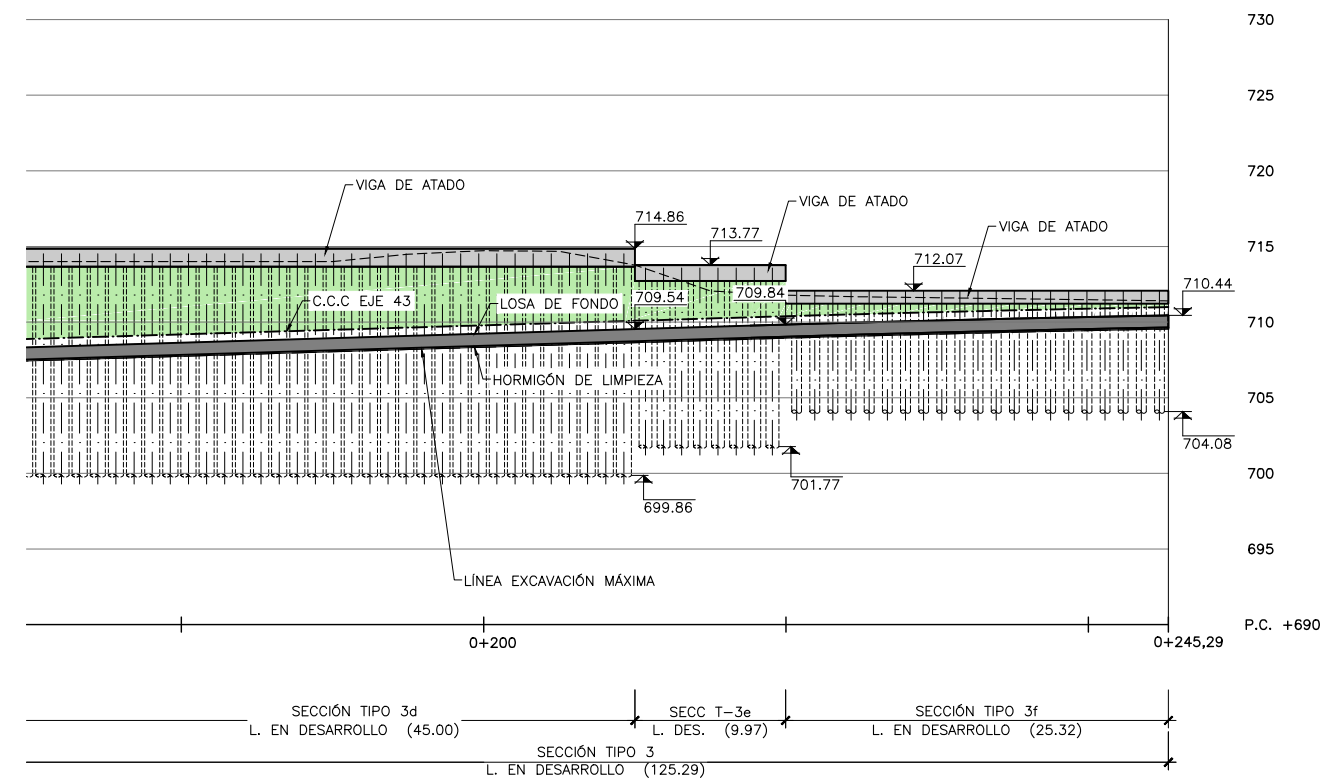 730
725
720
VIGA DE ATADO
VIGA DE ATADO
714.86
713.77
VIGA DE ATADO
715
712.07
710.44
C.C.C EJE 43
LOSA DE FONDO
709.54
709.84
710
HORMIGÓN DE LIMPIEZA
705
704.08
700
701.77
699.86
695
LÍNEA EXCAVACIÓN MÁXIMA
P.C. +690
0+200
0+245,29
SECCIÓN TIPO 3d
L. EN DESARROLLO (45.00)
SECC T-3e
L. DES. (9.97)
SECCIÓN TIPO 3f
L. EN DESARROLLO (25.32)
SECCIÓN TIPO 3
L. EN DESARROLLO (125.29)